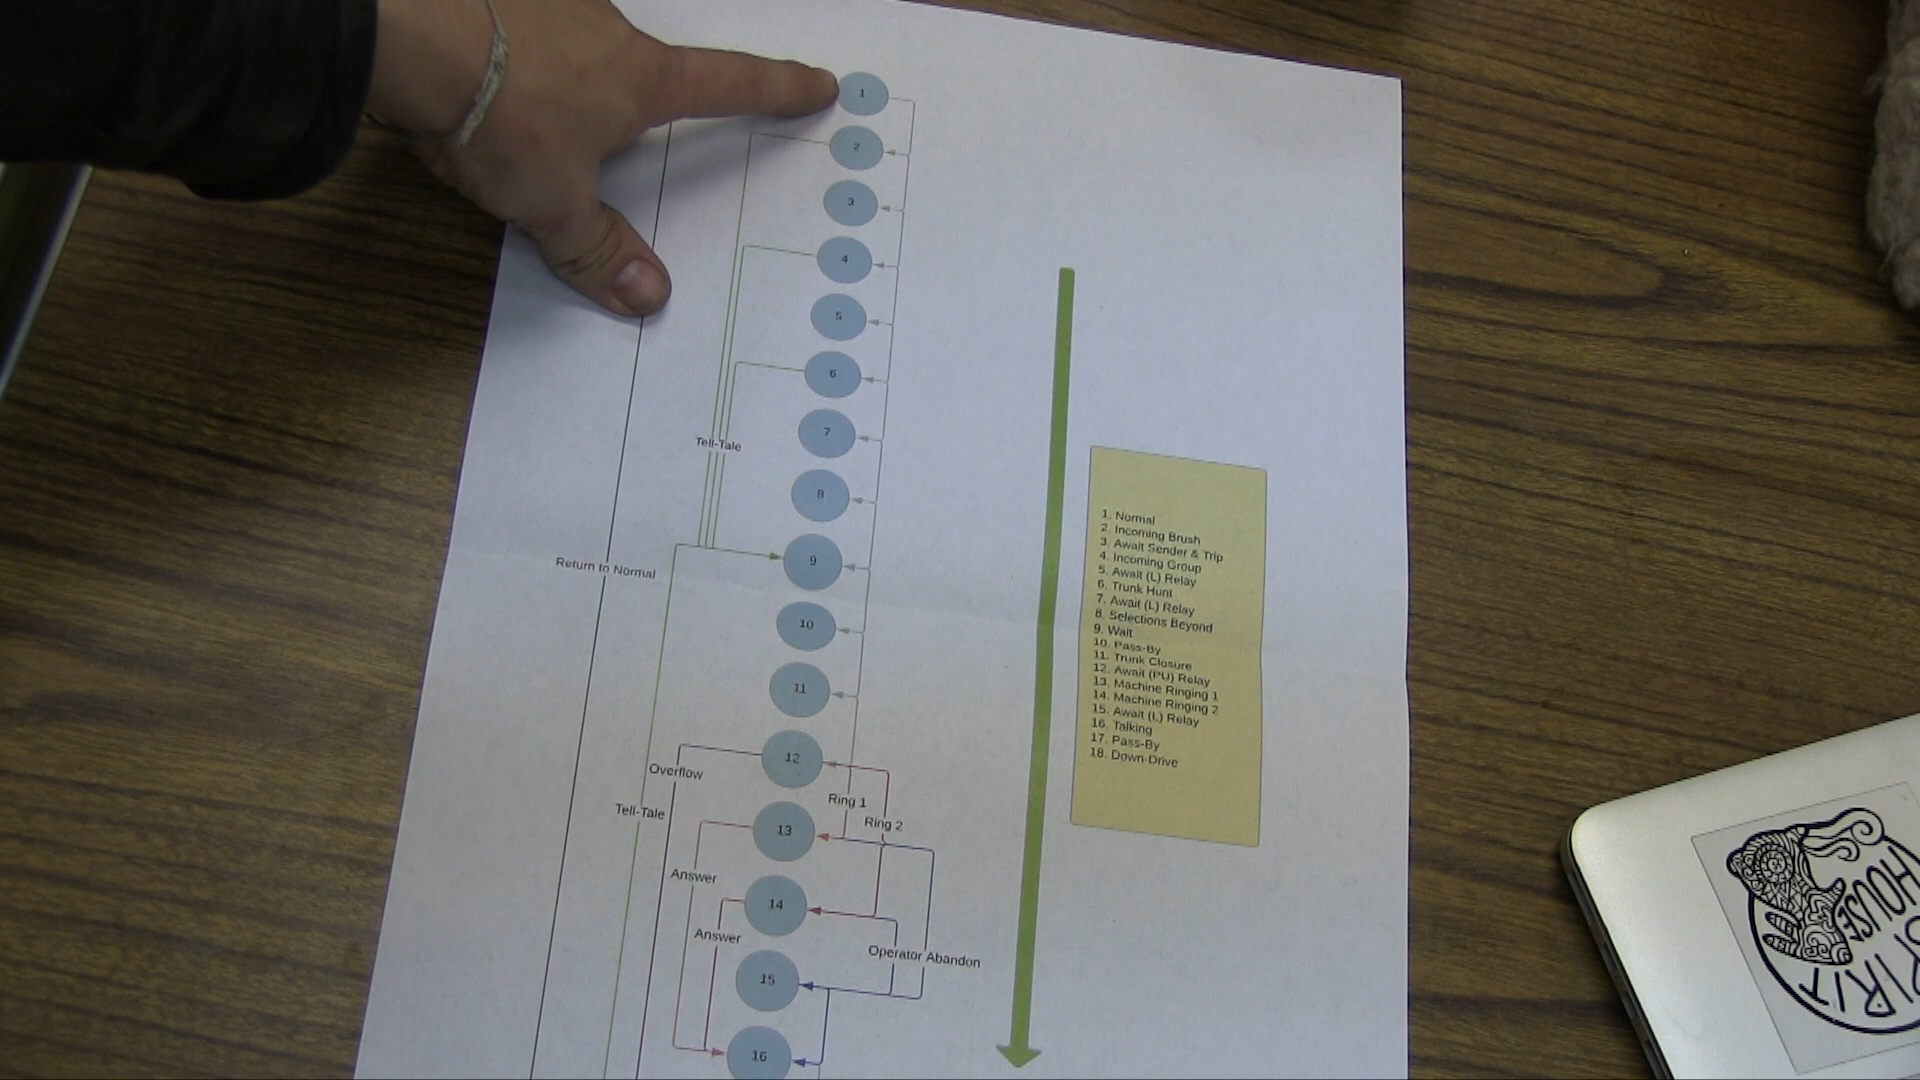 1
2
3
4
5
6
7
8
9
10
11
12
13
14
15
16
Tell-Tale
Return to Normal
Overflow
Tell-Tale
Ring 1
Ring 2
Answer
Answer
Operator Abandon
1. Normal
2. Incoming Brush
3. Await Sender & Trip
4. Incoming Group
5. Await (L) Relay
6. Trunk Hunt
7. Await (L) Relay
8. Selections Beyond
9. Wait
10. Pass-By
11. Trunk Closure
12. Await (PU) Relay
13. Machine Ringing 1
14. Machine Ringing 2
15. Await (L) Relay
16. Talking
17. Pass-By
18. Down-Drive
SPIRIT
HOUSE